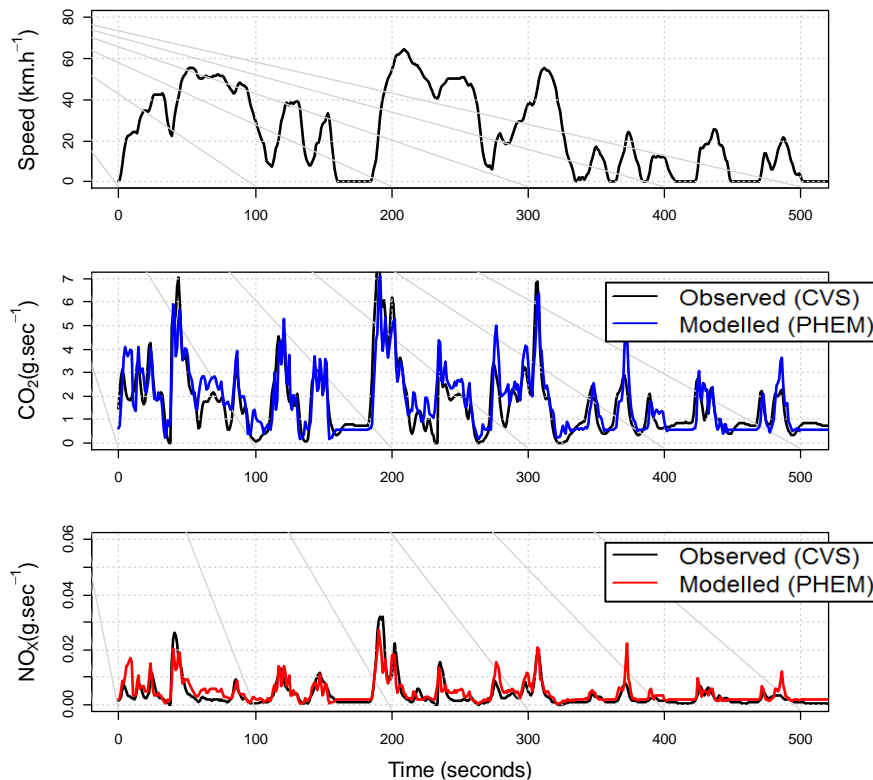 80
60
40
20
0
Speed (km.h⁻¹)
0 100 200 300 400 500
7
6
5
4
3
2
1
0
CO₂(g.sec⁻¹)
Observed (CVS)
Modelled (PHEM)
0 100 200 300 400 500
0.06
0.04
0.02
0.00
NOₓ(g.sec⁻¹)
Observed (CVS)
Modelled (PHEM)
0 100 200 300 400 500
Time (seconds)